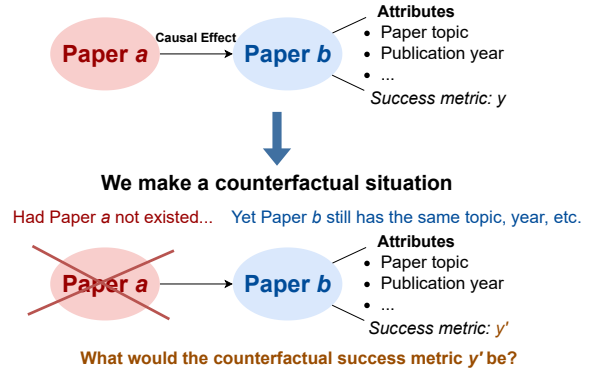 Attributes
Paper a
Causal Effect
Paper b
• Paper topic
• Publication year
• ...
Success metric: y
We make a counterfactual situation
Had Paper a not existed... Yet Paper b still has the same topic, year, etc.
Attributes
Paper a
Paper b
• Paper topic
• Publication year
• ...
Success metric: y'
What would the counterfactual success metric y' be?